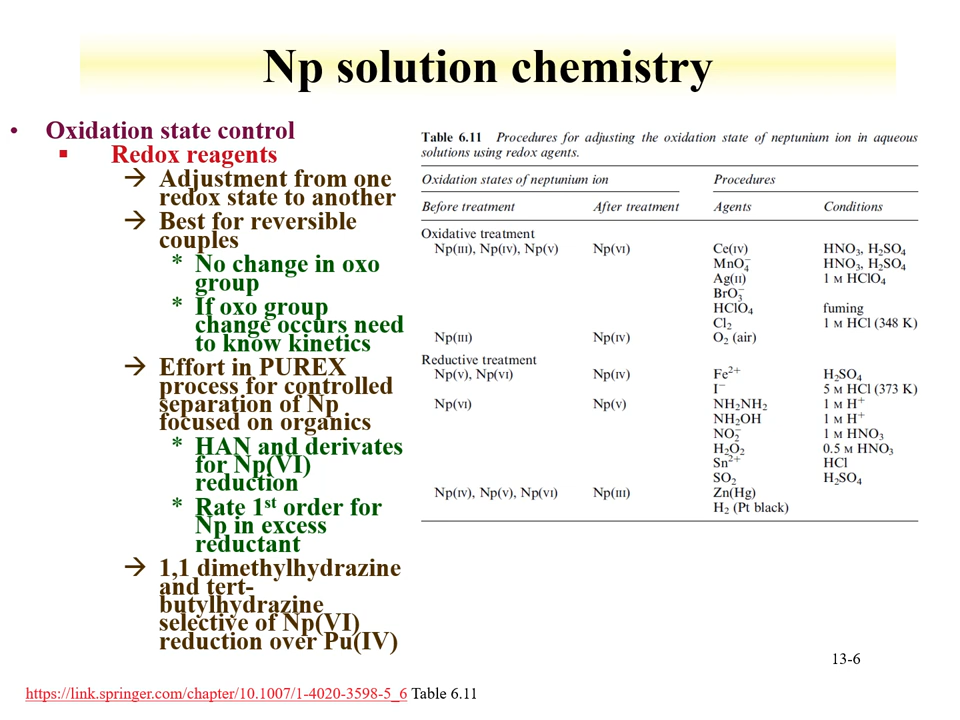 Np solution chemistry
• Oxidation state control
▪ Redox reagents
→ Adjustment from one
redox state to another
→ Best for reversible
couples
* No change in oxo
group
* If oxo group
change occurs need
to know kinetics
→ Effort in PUREX
process for controlled
separation of Np
focused on organics
* HAN and derivates
for Np(VI)
reduction
* Rate 1st order for
Np in excess
reductant
→ 1,1 dimethylhydrazine
and tert-
butylhydrazine
selective of Np(VI)
reduction over Pu(IV)
Table 6.11 Procedures for adjusting the oxidation state of neptunium ion in aqueous
solutions using redox agents.
Oxidation states of neptunium ion Procedures
Before treatment After treatment Agents Conditions
Oxidative treatment
Np(III), Np(IV), Np(V) Np(VI) Ce(IV) HNO3, H2SO4
MnO4− HNO3, H2SO4
Ag(II) 1 M HClO4
BrO3−
HClO4 fuming
Cl2 1 M HCl (348 K)
Np(III) Np(IV) O2 (air)
Reductive treatment
Np(V), Np(VI) Np(IV) Fe2+ H2SO4
I− 5 M HCl (373 K)
Np(VI) Np(V) NH2NH2 1 M H+
NH2OH 1 M H+
NO2− 1 M HNO3
H2O2 0.5 M HNO3
Sn2+ HCl
SO2 H2SO4
Np(IV), Np(V), Np(VI) Np(III) Zn(Hg)
H2 (Pt black)
13-6
https://link.springer.com/chapter/10.1007/1-4020-3598-5_6 Table 6.11